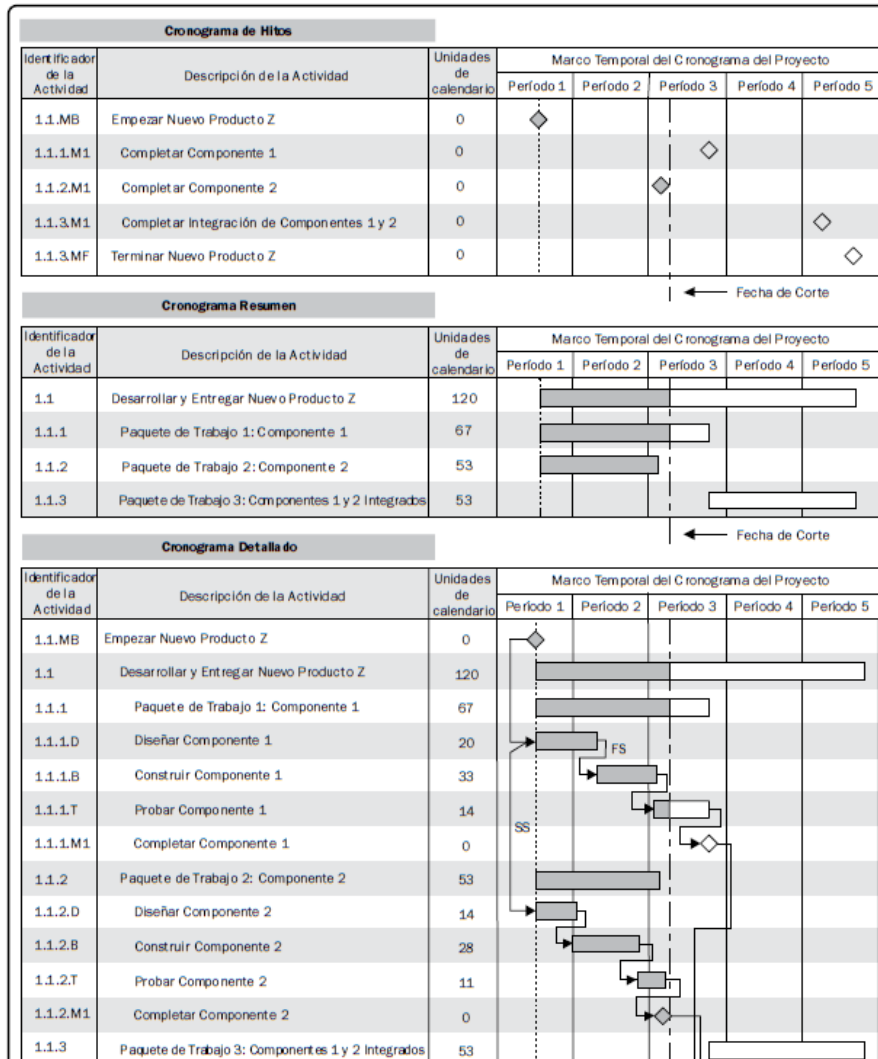 Cronograma de Hitos
Identificador de la Actividad
Descripción de la Actividad
Unidades de calendario
Marco Temporal del Cronograma del Proyecto
Período 1 Período 2 Período 3 Período 4 Período 5
1.1.MB Empezar Nuevo Producto Z 0
1.1.1.M1 Completar Componente 1 0
1.1.2.M1 Completar Componente 2 0
1.1.3.M1 Completar Integración de Componentes 1 y 2 0
1.1.3.MF Terminar Nuevo Producto Z 0
Fecha de Corte
Cronograma Resumen
Identificador de la Actividad
Descripción de la Actividad
Unidades de calendario
Marco Temporal del Cronograma del Proyecto
Período 1 Período 2 Período 3 Período 4 Período 5
1.1 Desarrollar y Entregar Nuevo Producto Z 120
1.1.1 Paquete de Trabajo 1: Componente 1 67
1.1.2 Paquete de Trabajo 2: Componente 2 53
1.1.3 Paquete de Trabajo 3: Componentes 1 y 2 Integrados 53
Fecha de Corte
Cronograma Detallado
Identificador de la Actividad
Descripción de la Actividad
Unidades de calendario
Marco Temporal del Cronograma del Proyecto
Período 1 Período 2 Período 3 Período 4 Período 5
1.1.MB Empezar Nuevo Producto Z 0
1.1 Desarrollar y Entregar Nuevo Producto Z 120
1.1.1 Paquete de Trabajo 1: Componente 1 67
1.1.1.D Diseñar Componente 1 20
FS
1.1.1.B Construir Componente 1 33
1.1.1.T Probar Componente 1 14
SS
1.1.1.M1 Completar Componente 1 0
1.1.2 Paquete de Trabajo 2: Componente 2 53
1.1.2.D Diseñar Componente 2 14
1.1.2.B Construir Componente 2 28
1.1.2.T Probar Componente 2 11
1.1.2.M1 Completar Componente 2 0
1.1.3 Paquete de Trabajo 3: Componentes 1 y 2 Integrados 53